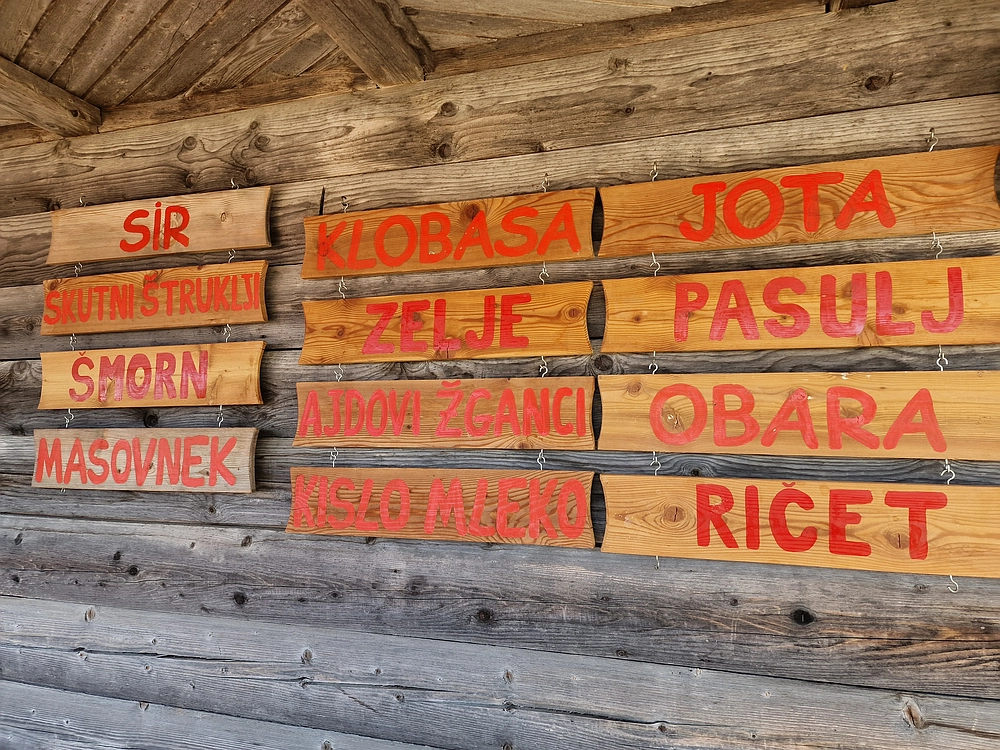 SiR
SKUTNI ŠTRUKLJI
ŠMORN
MASOVNEK
KLOBASA
ZELJE
AJDOVI ŽGANCI
KISLO MLEKO
JOTA
PASULJ
OBARA
RIČET